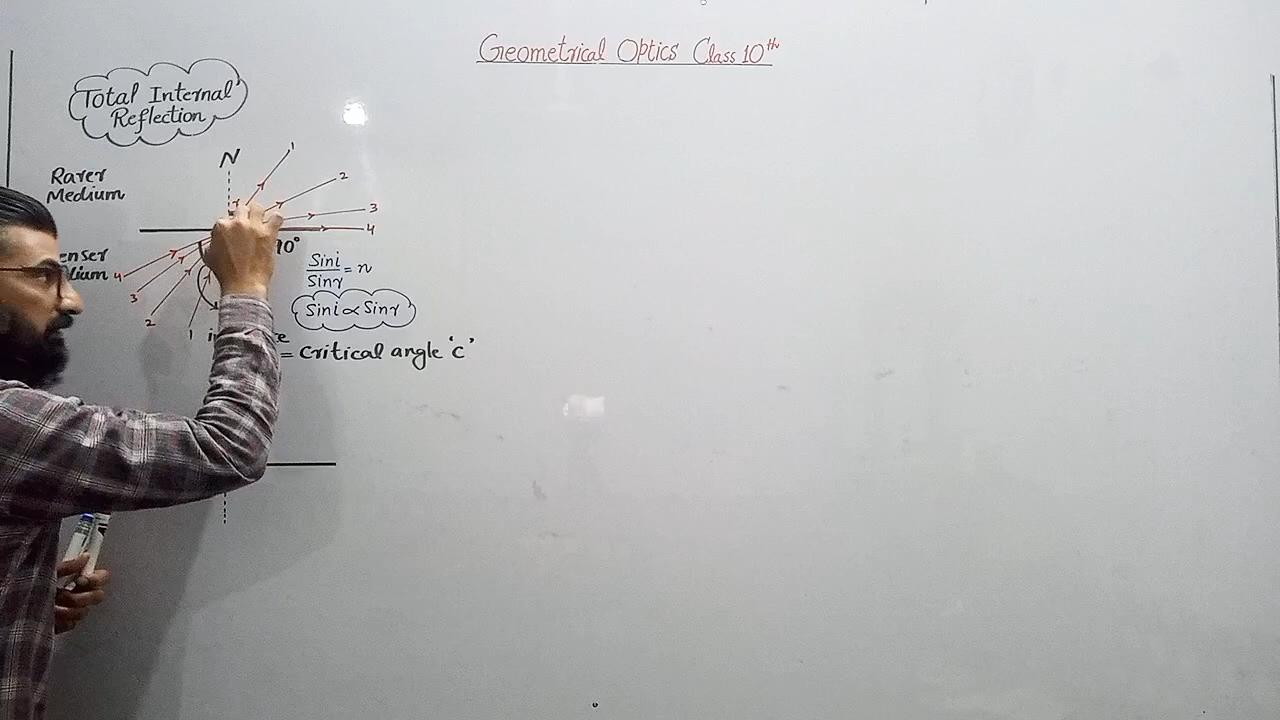 Geometrical Optics Class 10th
Total Internal
Reflection
N
1
2
Rarer
Medium
r
3
4
90°
4
3
2
1
Sini/Sinr = n
Sini ∝ Sinr
= Critical angle 'C'